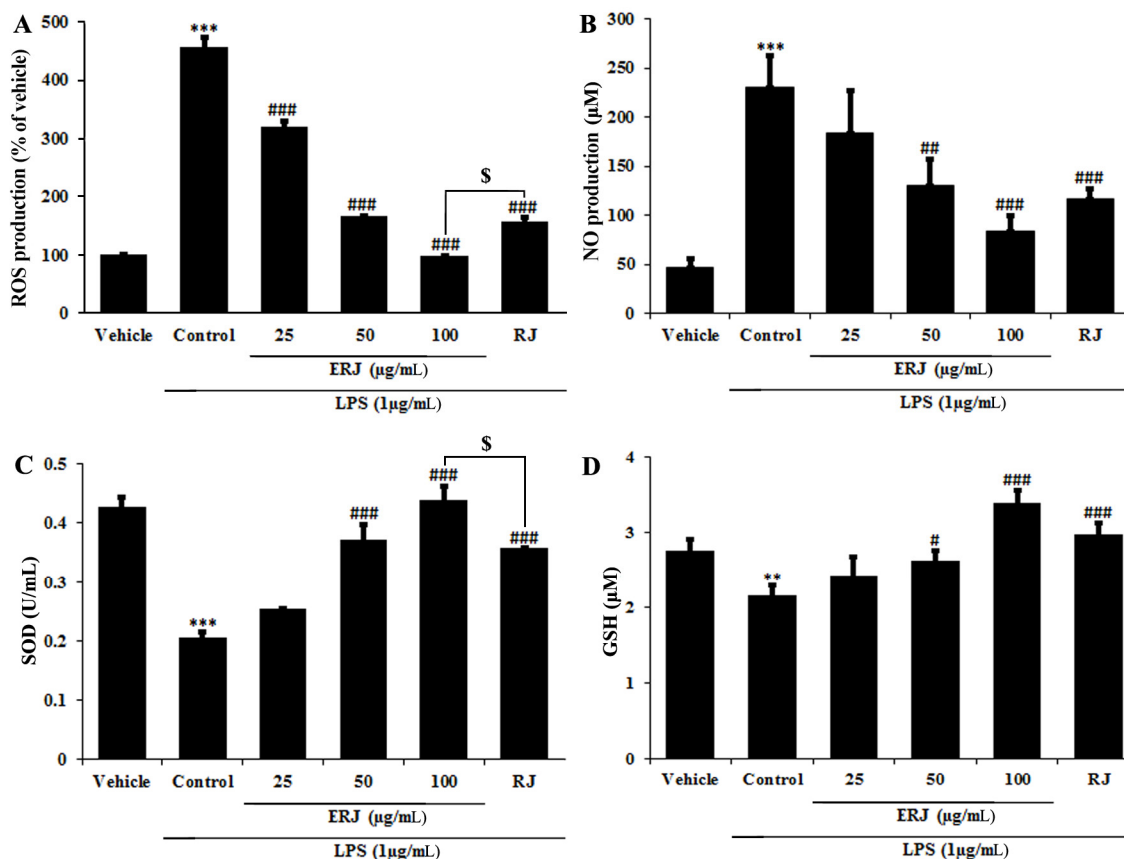 A
ROS production (% of vehicle)
500
400
300
200
100
0
***
###
###
###
$
###
Vehicle Control 25 50 100 RJ
ERJ (μg/mL)
LPS (1μg/mL)
B
NO production (μM)
300
250
200
150
100
50
0
***
##
###
###
Vehicle Control 25 50 100 RJ
ERJ (μg/mL)
LPS (1μg/mL)
C
SOD (U/mL)
0.5
0.4
0.3
0.2
0.1
0
***
###
###
$
###
Vehicle Control 25 50 100 RJ
ERJ (μg/mL)
LPS (1μg/mL)
D
GSH (μM)
4
3
2
1
0
**
#
###
###
Vehicle Control 25 50 100 RJ
ERJ (μg/mL)
LPS (1μg/mL)